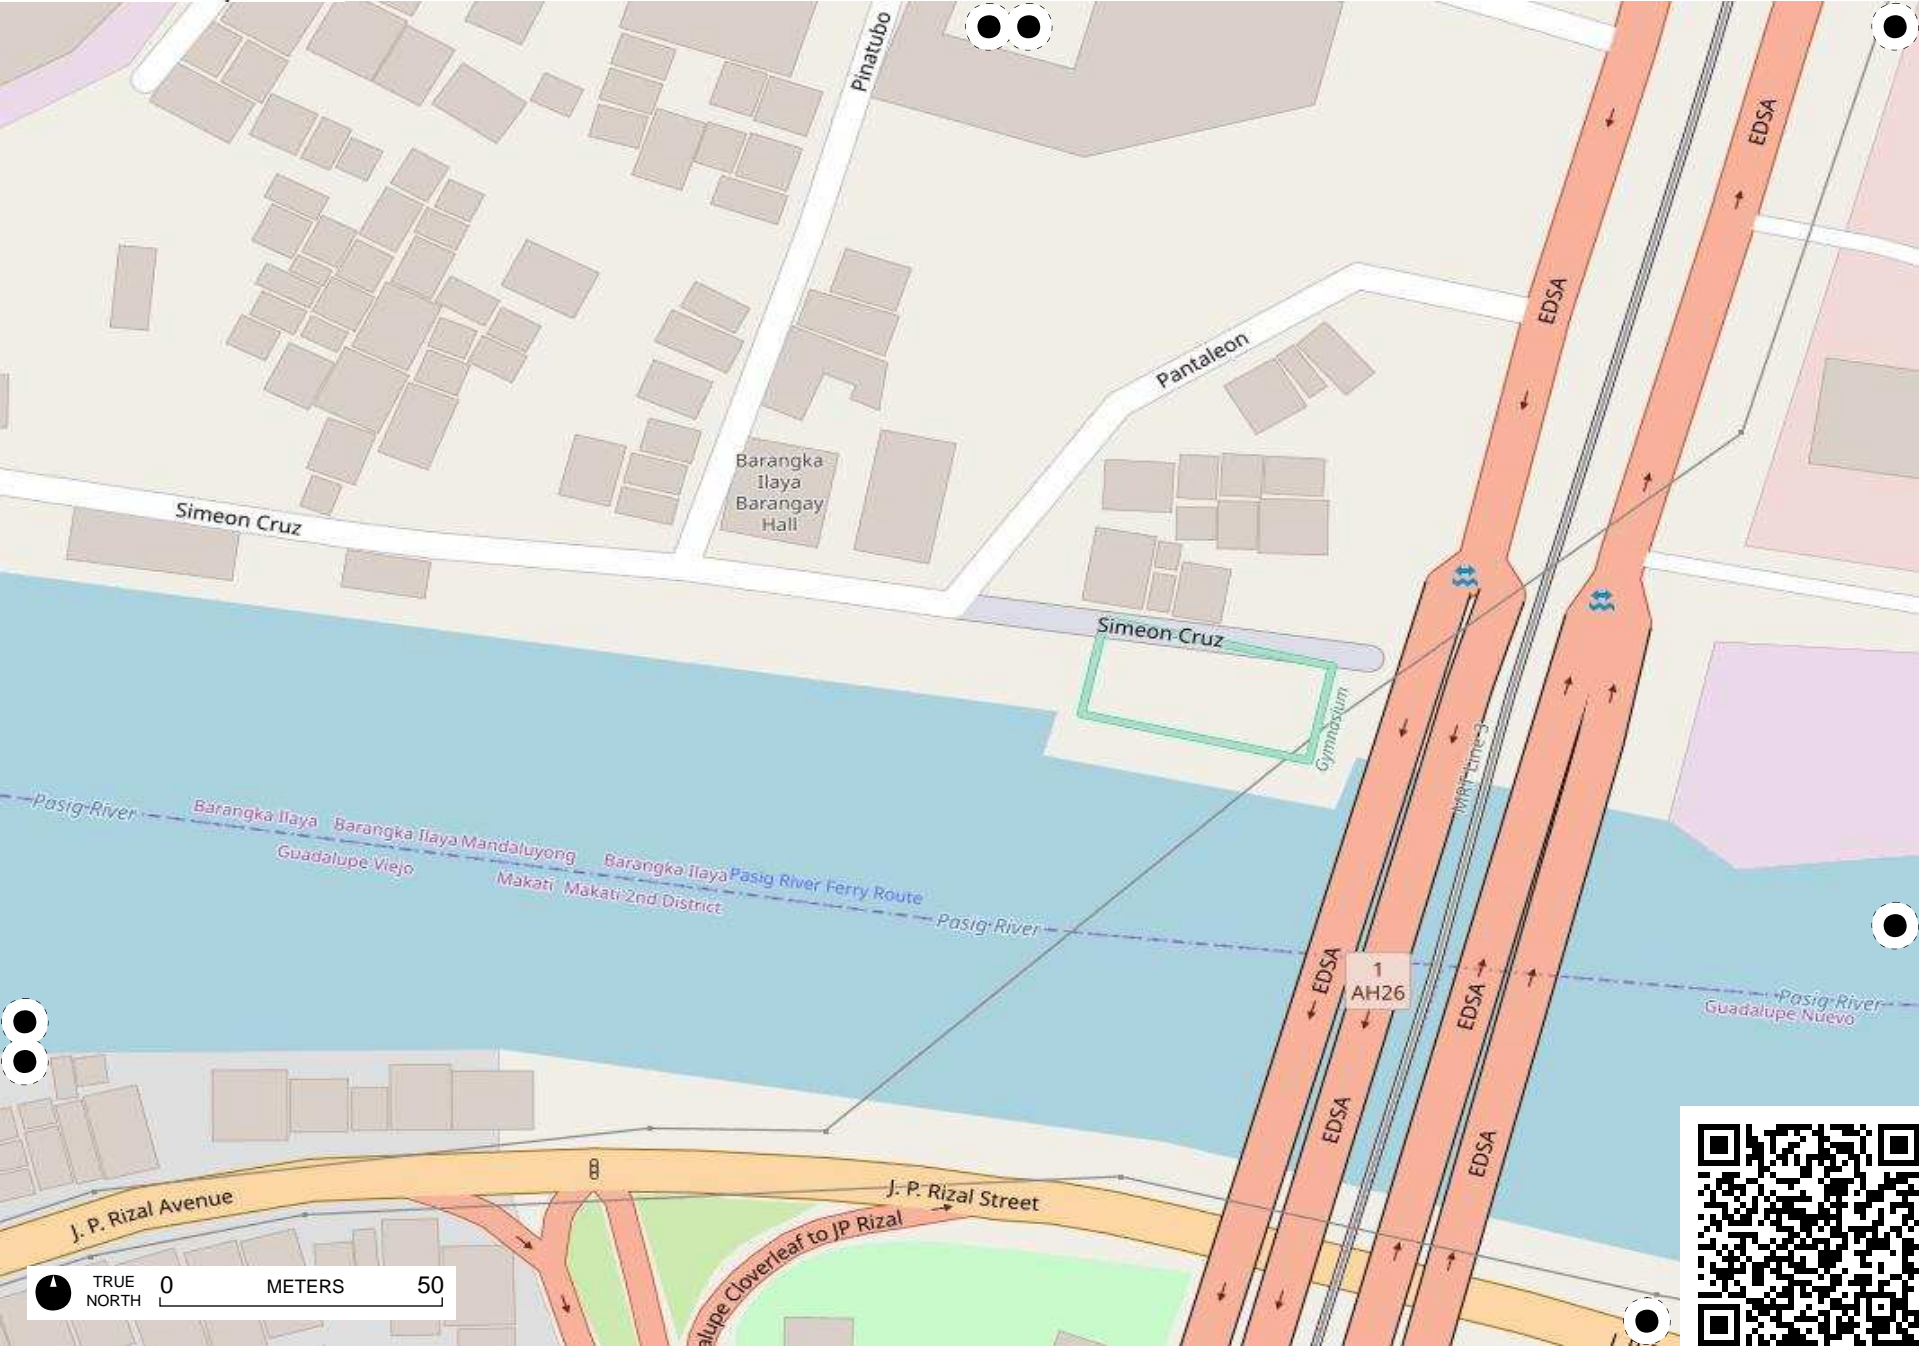 Pinatubo
EDSA
EDSA
Pantaleon
Barangka
Ilaya
Barangay
Hall
Simeon Cruz
Simeon Cruz
Gymnasium
MRT Line 3
Pasig River
Barangka Ilaya
Barangka Ilaya
Mandaluyong
Barangka Ilaya
Pasig River Ferry Route
Guadalupe Viejo
Makati
Makati 2nd District
Pasig River
EDSA
1
AH26
EDSA
Pasig River
Guadalupe Nuevo
EDSA
EDSA
J. P. Rizal Avenue
J. P. Rizal Street
alupe Cloverleaf to JP Rizal
TRUE
NORTH
0 METERS 50